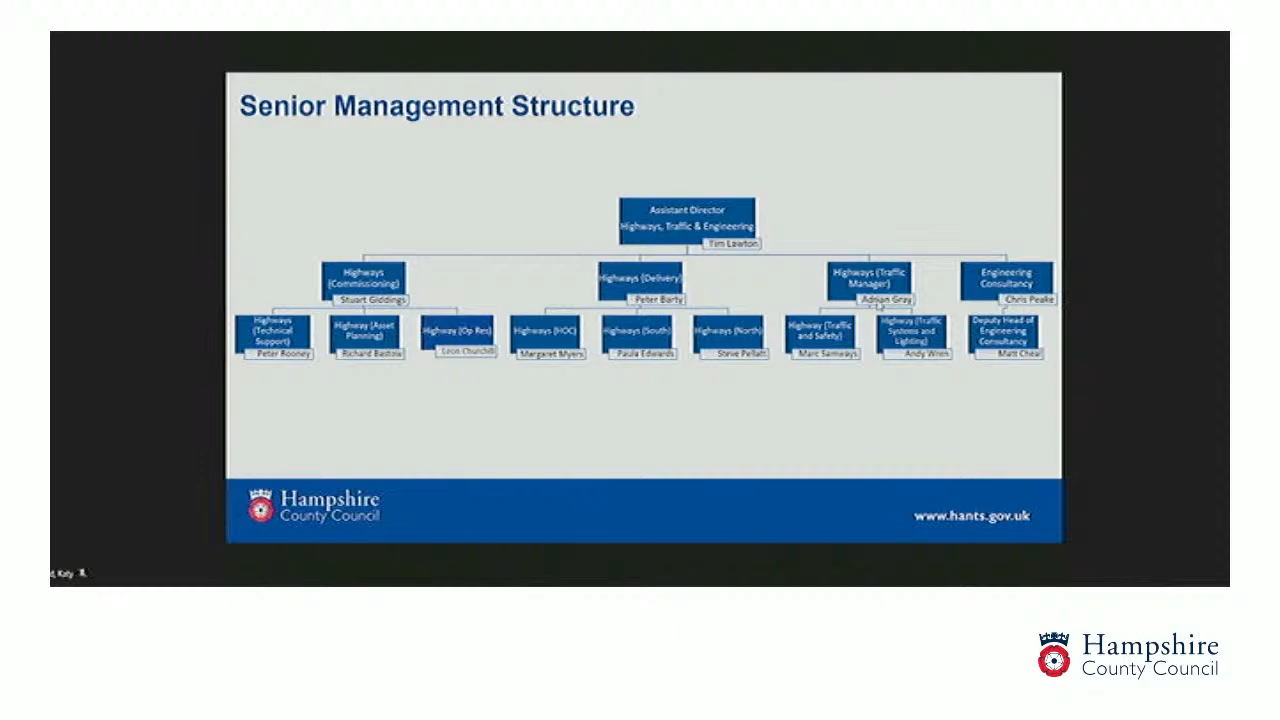 Senior Management Structure
Assistant Director
Highways, Traffic & Engineering
Tim Lawton
Highways
(Commissioning)
Stuart Giddings
Highways (Delivery)
Peter Barty
Highways (Traffic
Manager)
Adrian Gray
Engineering
Consultancy
Chris Peake
Highways
(Technical
Support)
Peter Rooney
Highway (Asset
Planning)
Richard Bastow
Highway (Op Res)
Leon Churchill
Highways (HOC)
Margaret Myers
Highways (South)
Paula Edwards
Highways (North)
Steve Pellatt
Highway (Traffic
and Safety)
Marc Samways
Highway (Traffic
Systems and
Lighting)
Andy Wren
Deputy Head of
Engineering
Consultancy
Matt Cheal
Hampshire
County Council
www.hants.gov.uk
Katy
Hampshire
County Council